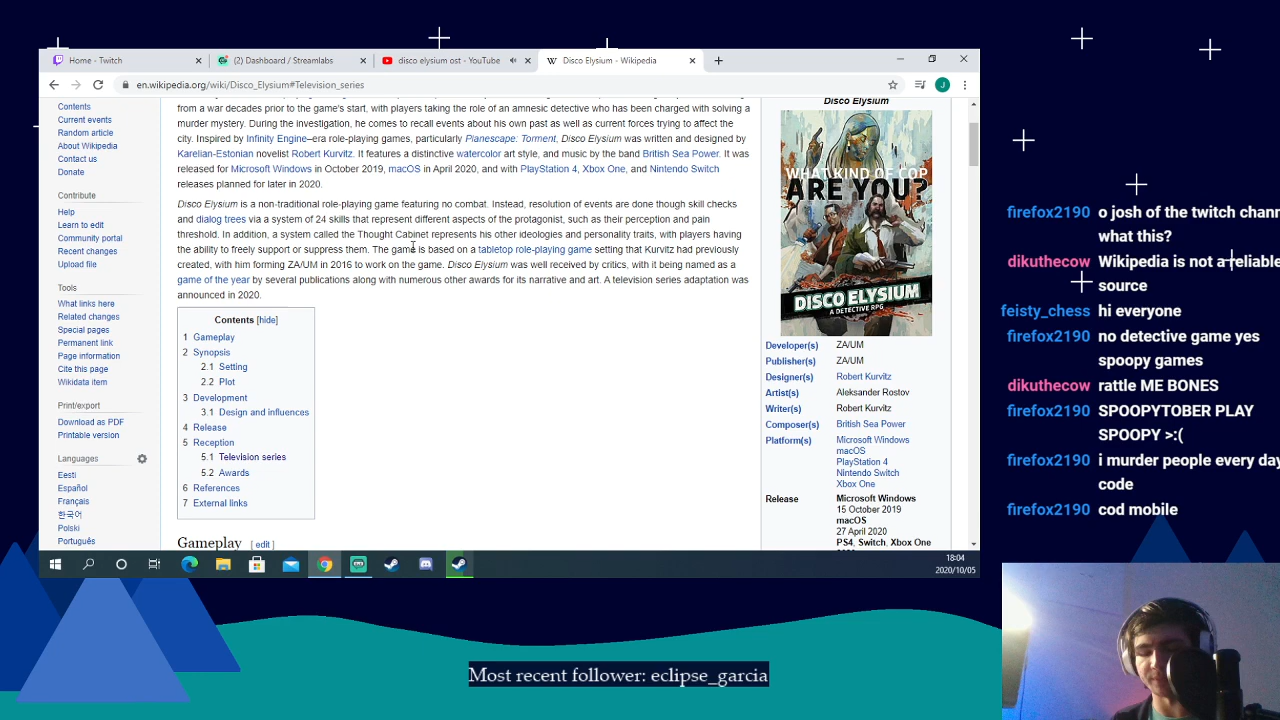 Home - Twitch
(2) Dashboard / Streamlabs
disco elysium ost - YouTube
Disco Elysium - Wikipedia
en.wikipedia.org/wiki/Disco_Elysium#Television_series
Contents
Current events
Random article
About Wikipedia
Contact us
Donate
Contribute
Help
Learn to edit
Community portal
Recent changes
Upload file
Tools
What links here
Related changes
Special pages
Permanent link
Page information
Cite this page
Wikidata item
Print/export
Download as PDF
Printable version
Languages
Eesti
Español
Français
한국어
Polski
Português
from a war decades prior to the game's start, with players taking the role of an amnesic detective who has been charged with solving a
murder mystery. During the investigation, he comes to recall events about his own past as well as current forces trying to affect the
city. Inspired by Infinity Engine–era role-playing games, particularly Planescape: Torment, Disco Elysium was written and designed by
Karelian-Estonian novelist Robert Kurvitz. It features a distinctive watercolor art style, and music by the band British Sea Power. It was
released for Microsoft Windows in October 2019, macOS in April 2020, and with PlayStation 4, Xbox One, and Nintendo Switch
releases planned for later in 2020.
Disco Elysium is a non-traditional role-playing game featuring no combat. Instead, resolution of events are done though skill checks
and dialog trees via a system of 24 skills that represent different aspects of the protagonist, such as their perception and pain
threshold. In addition, a system called the Thought Cabinet represents his other ideologies and personality traits, with players having
the ability to freely support or suppress them. The game is based on a tabletop role-playing game setting that Kurvitz had previously
created, with him forming ZA/UM in 2016 to work on the game. Disco Elysium was well received by critics, with it being named as a
game of the year by several publications along with numerous other awards for its narrative and art. A television series adaptation was
announced in 2020.
Contents [hide]
1 Gameplay
2 Synopsis
2.1 Setting
2.2 Plot
3 Development
3.1 Design and influences
4 Release
5 Reception
5.1 Television series
5.2 Awards
6 References
7 External links
Gameplay [ edit ]
Disco Elysium
WHAT KIND OF COP
ARE YOU?
DISCO ELYSIUM
A DETECTIVE RPG
Developer(s) ZA/UM
Publisher(s) ZA/UM
Designer(s) Robert Kurvitz
Artist(s) Aleksander Rostov
Writer(s) Robert Kurvitz
Composer(s) British Sea Power
Platform(s) Microsoft Windows
macOS
PlayStation 4
Nintendo Switch
Xbox One
Release Microsoft Windows
15 October 2019
macOS
27 April 2020
PS4, Switch, Xbox One
18:04
2020/10/05
firefox2190 o josh of the twitch chann
what this?
dikuthecow Wikipedia is not a reliable
source
feisty_chess hi everyone
firefox2190 no detective game yes
spoopy games
dikuthecow rattle ME BONES
firefox2190 SPOOPYTOBER PLAY
SPOOPY >:(
firefox2190 i murder people every day
code
firefox2190 cod mobile
Most recent follower: eclipse_garcia